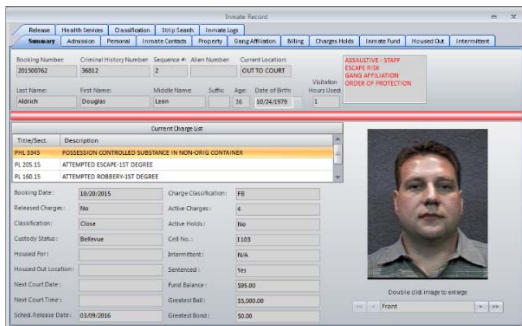 Inmate Record
Release Health Services Classification Strip Search Inmate Logs
Summary Admission Personal Inmate Contacts Property Gang Affiliation Billing Charges Holds Inmate Fund Housed Out Intermittent
Booking Number Criminal History Number Sequence #: Alien Number Current Location:
201500762 36812 2 OUT TO COURT
ASSAULTIVE - STAFF
ESCAPE RISK
GANG AFFILIATION
ORDER OF PROTECTION
Visitation
Last Name: First Name: Middle Name Suffix: Age: Date of Birth: Hours Used:
Aldrich Douglas Leon 36 10/24/1979 1
Current Charge List
Title/Sect. Description
PHL 3345 POSSESSION CONTROLLED SUBSTANCE IN NON-ORIG CONTAINER
PL 205.15 ATTEMPTED ESCAPE-1ST DEGREE
PL 160.15 ATTEMPTED ROBBERY-1ST DEGREE
Booking Date: 10/20/2015 Charge Classification: FB
Released Charges: No Active Charges: 4
Classification: Close Active Holds: No
Custody Status: Bellevue Cell No.: 1103
Housed For: Intermittent: N/A
Housed Out Location: Sentenced: Yes
Next Court Date: Fund Balance: $95.00
Next Court Time: Greatest Bail: $5,000.00
Sched.Release Date: 03/09/2016 Greatest Bond: $0.00
Double click image to enlarge
Front